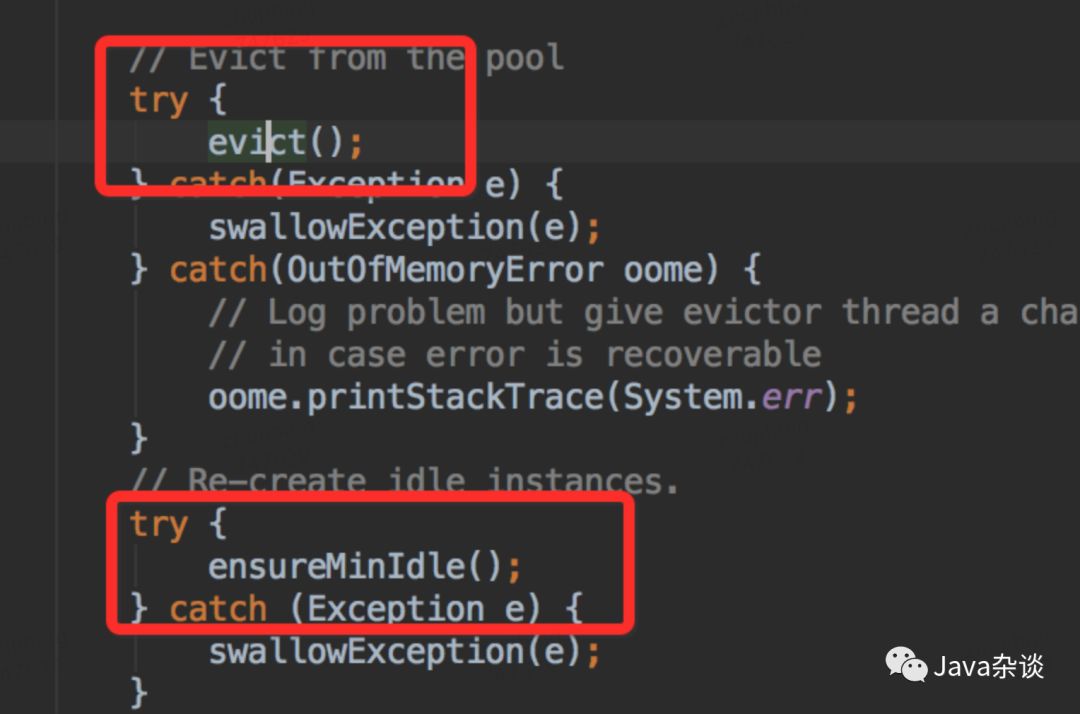 // Evict from the pool
try {
evict();
} catch(Exception e) {
swallowException(e);
} catch(OutOfMemoryError oome) {
// Log problem but give evictor thread a cha
// in case error is recoverable
oome.printStackTrace(System.err);
}
// Re-create idle instances.
try {
ensureMinIdle();
} catch (Exception e) {
swallowException(e);
}
Java杂谈